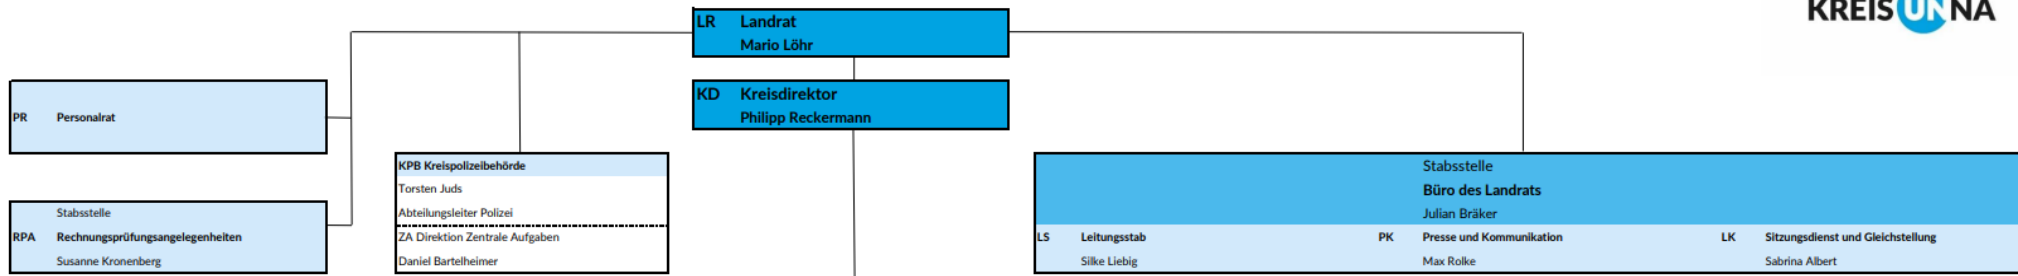 KREIS UNNA
LR Landrat
Mario Löhr
KD Kreisdirektor
Philipp Reckermann
PR Personalrat
Stabsstelle
RPA Rechnungsprüfungsangelegenheiten
Susanne Kronenberg
KPB Kreispolizeibehörde
Torsten Juds
Abteilungsleiter Polizei
ZA Direktion Zentrale Aufgaben
Daniel Bartelheimer
Stabsstelle
Büro des Landrats
Julian Bräker
LS Leitungsstab
Silke Liebig
PK Presse und Kommunikation
Max Rolke
LK Sitzungsdienst und Gleichstellung
Sabrina Albert